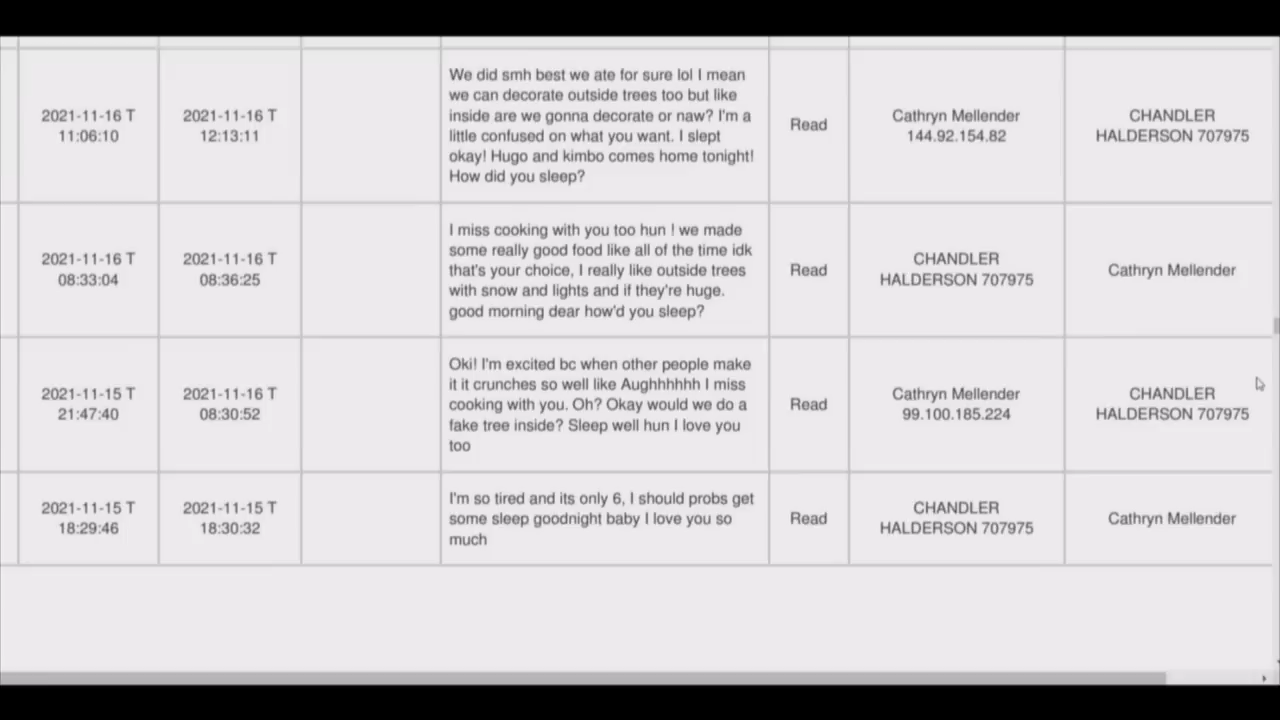 2021-11-16 T
11:06:10
2021-11-16 T
12:13:11
We did smh best we ate for sure lol I mean
we can decorate outside trees too but like
inside are we gonna decorate or naw? I'm a
little confused on what you want. I slept
okay! Hugo and kimbo comes home tonight!
How did you sleep?
Read
Cathryn Mellender
144.92.154.82
CHANDLER
HALDERSON 707975
2021-11-16 T
08:33:04
2021-11-16 T
08:36:25
I miss cooking with you too hun ! we made
some really good food like all of the time idk
that's your choice, I really like outside trees
with snow and lights and if they're huge.
good morning dear how'd you sleep?
Read
CHANDLER
HALDERSON 707975
Cathryn Mellender
2021-11-15 T
21:47:40
2021-11-16 T
08:30:52
Oki! I'm excited bc when other people make
it it crunches so well like Aughhhhhh I miss
cooking with you. Oh? Okay would we do a
fake tree inside? Sleep well hun I love you
too
Read
Cathryn Mellender
99.100.185.224
CHANDLER
HALDERSON 707975
2021-11-15 T
18:29:46
2021-11-15 T
18:30:32
I'm so tired and its only 6, I should probs get
some sleep goodnight baby I love you so
much
Read
CHANDLER
HALDERSON 707975
Cathryn Mellender